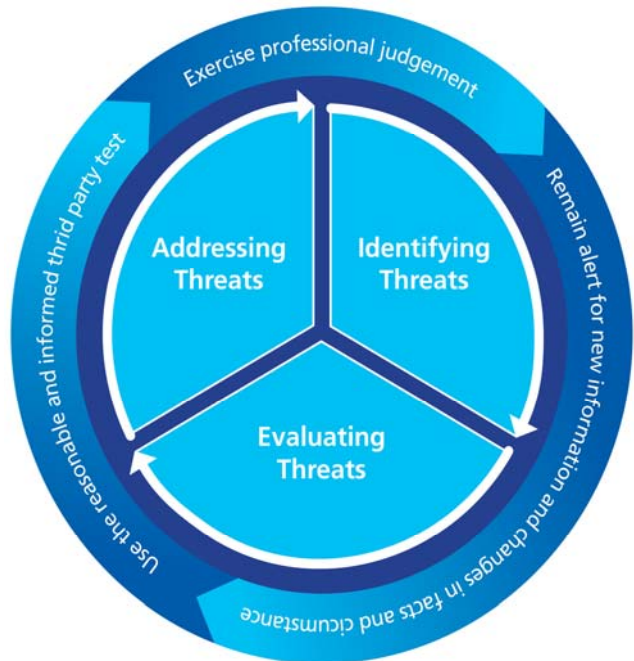 Exercise professional judgement
Remain alert for new information and changes in facts and cicumstance
Use the reasonable and informed thrid party test
Addressing
Threats
Identifying
Threats
Evaluating
Threats